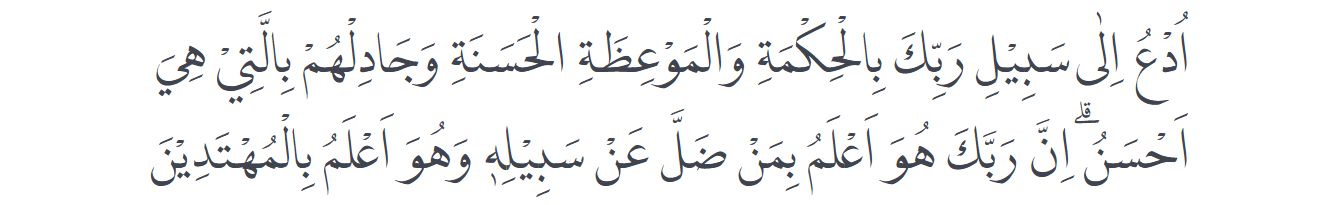 اُدْعُ اِلٰى سَبِيْلِ رَبِّكَ بِالْحِكْمَةِ وَالْمَوْعِظَةِ الْحَسَنَةِ وَجَادِلْهُمْ بِالَّتِيْ هِيَ
اَحْسَنُۗ اِنَّ رَبَّكَ هُوَ اَعْلَمُ بِمَنْ ضَلَّ عَنْ سَبِيْلِهٖ وَهُوَ اَعْلَمُ بِالْمُهْتَدِيْنَ